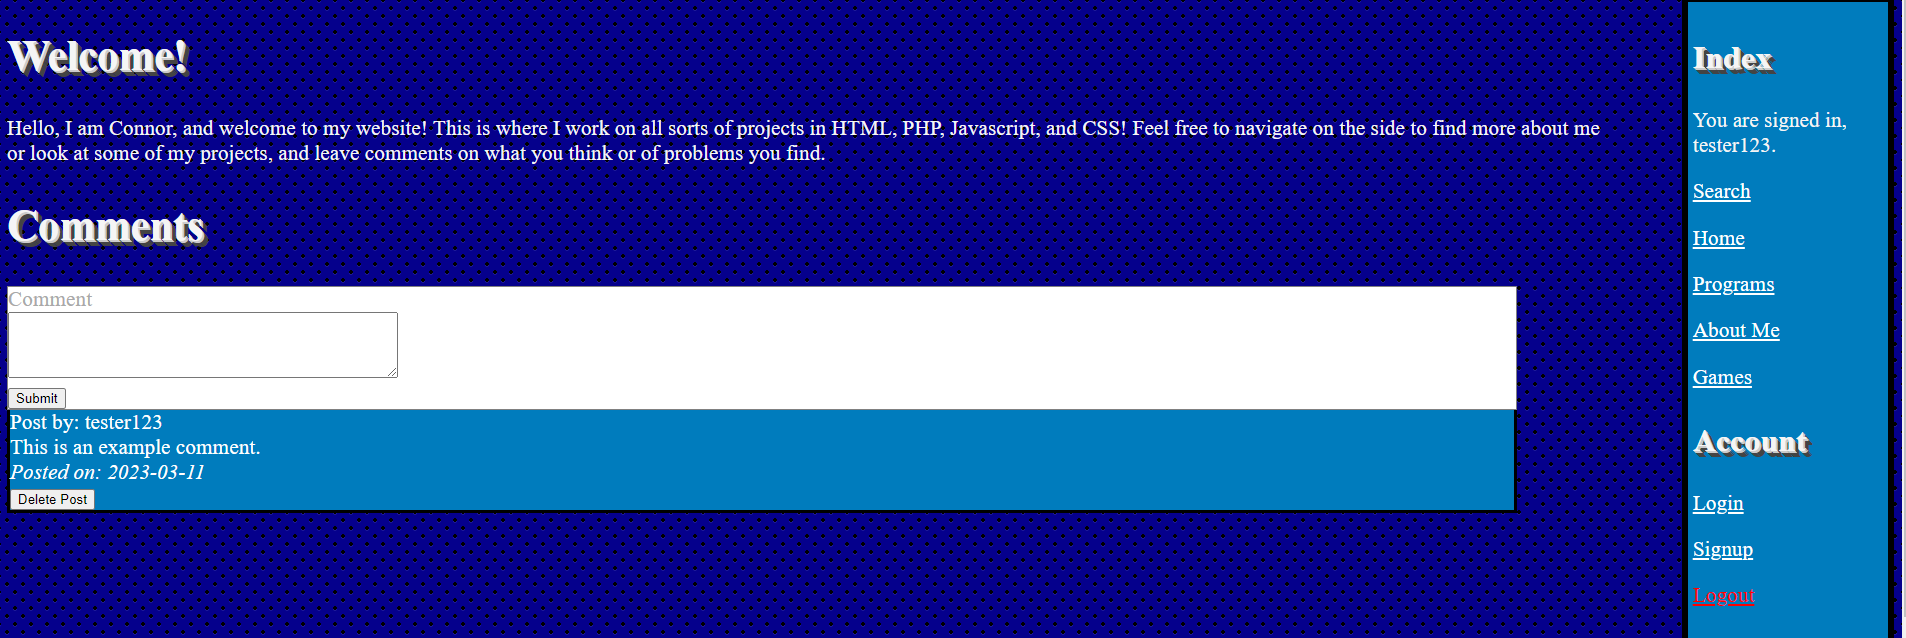 Welcome!
Hello, I am Connor, and welcome to my website! This is where I work on all sorts of projects in HTML, PHP, Javascript, and CSS! Feel free to navigate on the side to find more about me
or look at some of my projects, and leave comments on what you think or of problems you find.
Comments
Comment
Submit
Post by: tester123
This is an example comment.
Posted on: 2023-03-11
Delete Post
Index
You are signed in,
tester123.
Search
Home
Programs
About Me
Games
Account
Login
Signup
Logout